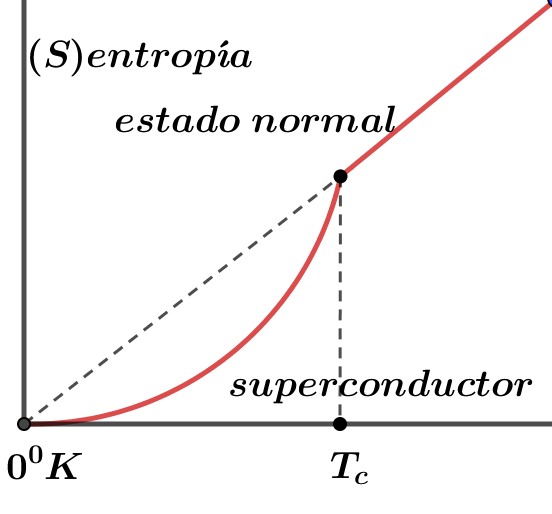 (S)entropía
estado normal
superconductor
0⁰K
T_c